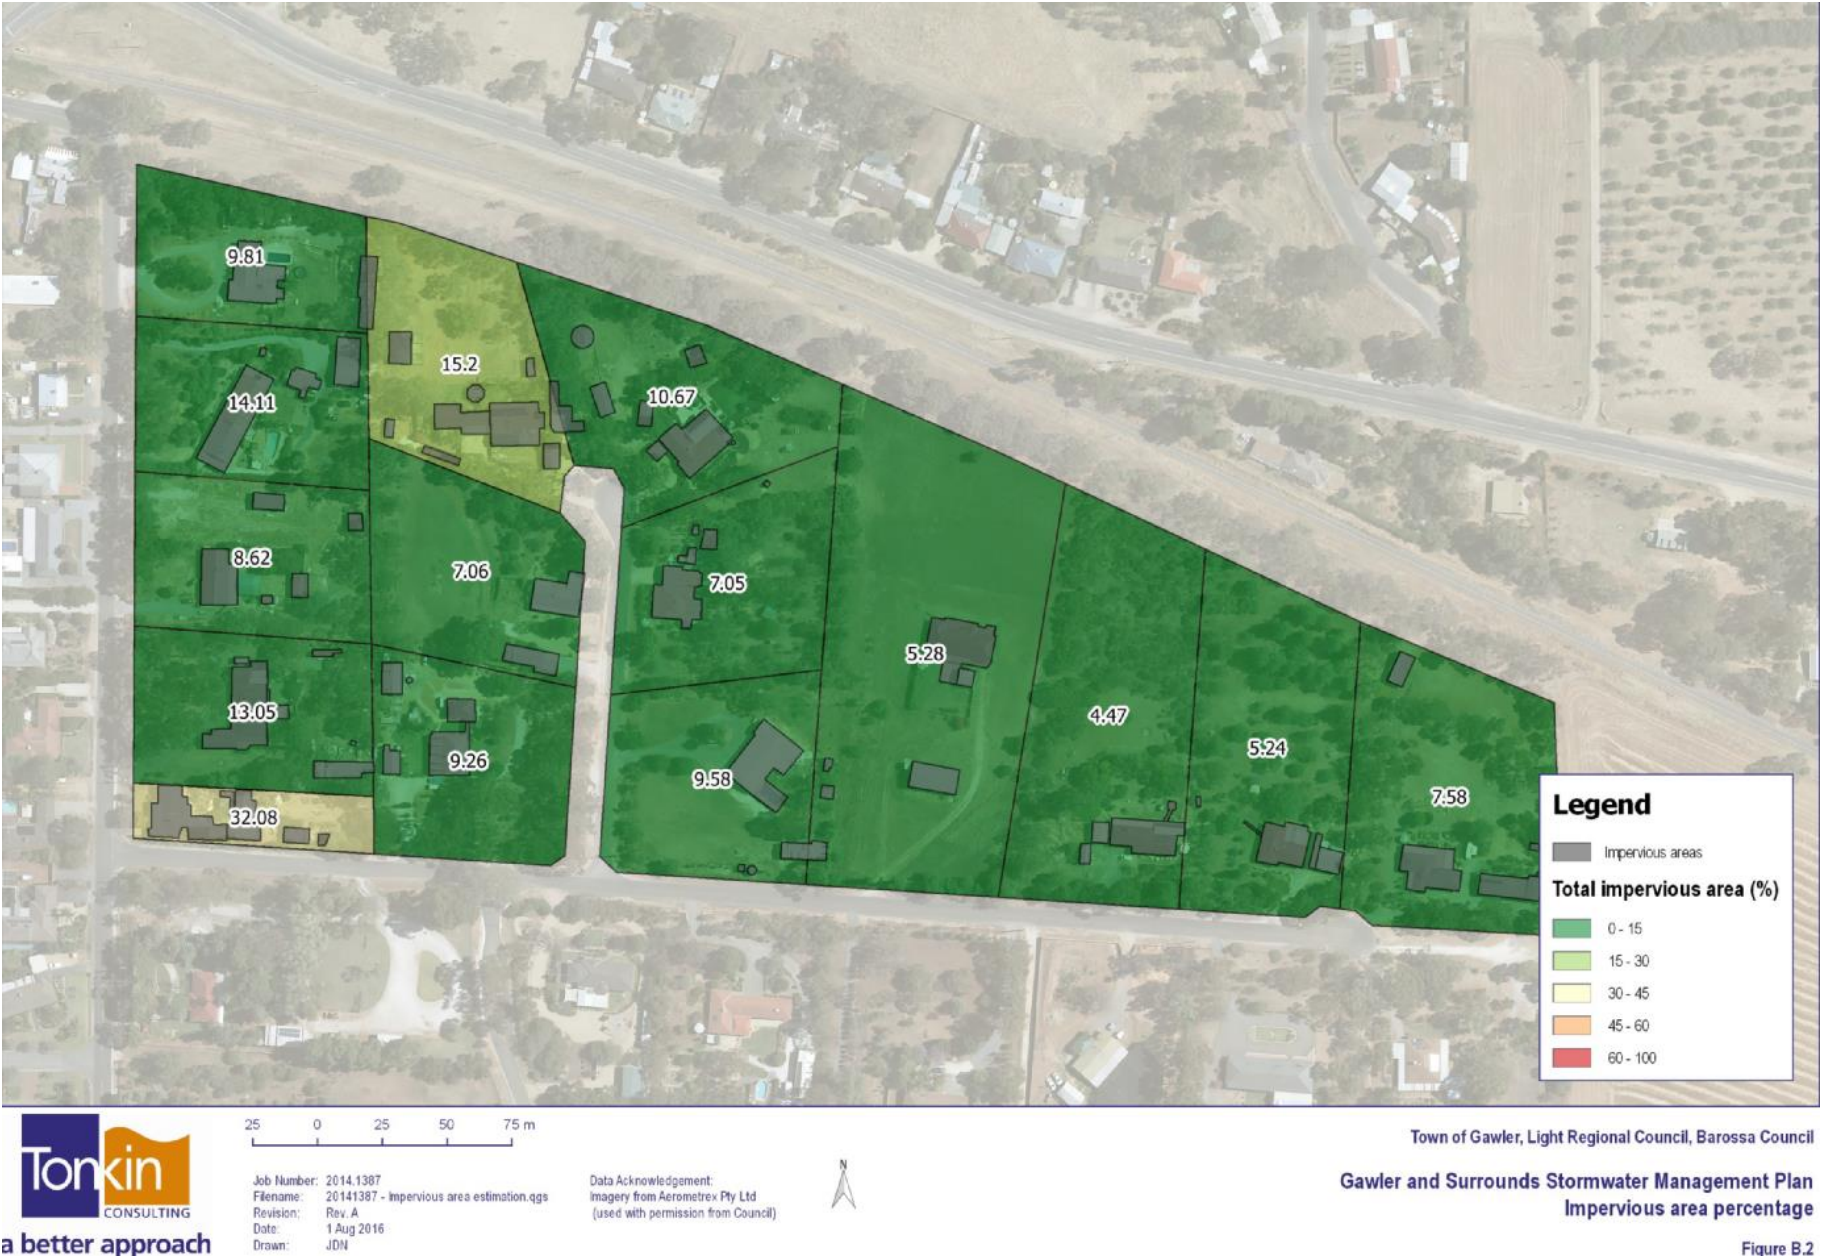 9.81
15.2
14.11
10.67
8.62
7.06
7.05
5.28
13.05
9.26
9.58
4.47
5.24
7.58
32.08
Legend
Impervious areas
Total impervious area (%)
0 - 15
15 - 30
30 - 45
45 - 60
60 - 100
Tonkin
CONSULTING
a better approach
25 0 25 50 75 m
Job Number: 2014.1387
Filename: 20141387 - Impervious area estimation.qgs
Revision: Rev. A
Date: 1 Aug 2016
Drawn: JDN
Data Acknowledgement:
Imagery from Aerometrex Pty Ltd
(used with permission from Council)
N
Town of Gawler, Light Regional Council, Barossa Council
Gawler and Surrounds Stormwater Management Plan
Impervious area percentage
Figure B.2